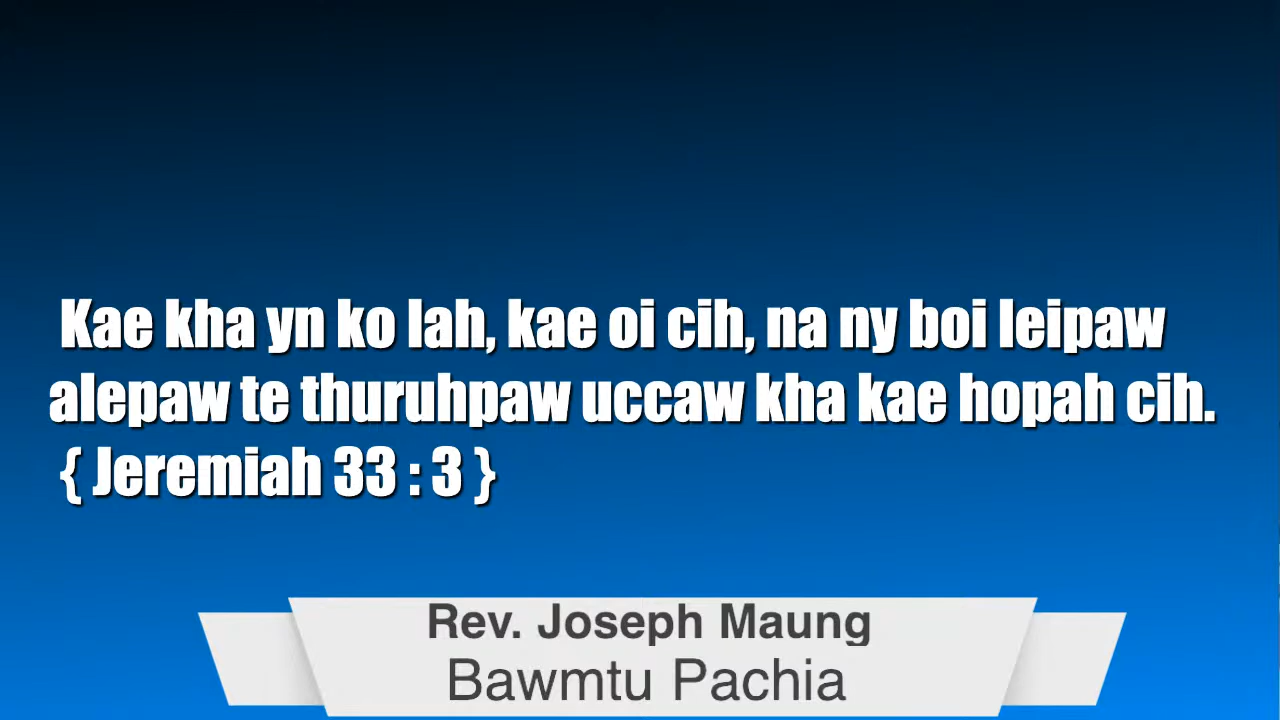 Kae kha yn ko lah, kae oi cih, na ny boi leipaw
alepaw te thuruhpaw uccaw kha kae hopah cih.
{ Jeremiah 33 : 3 }
Rev. Joseph Maung
Bawmtu Pachia